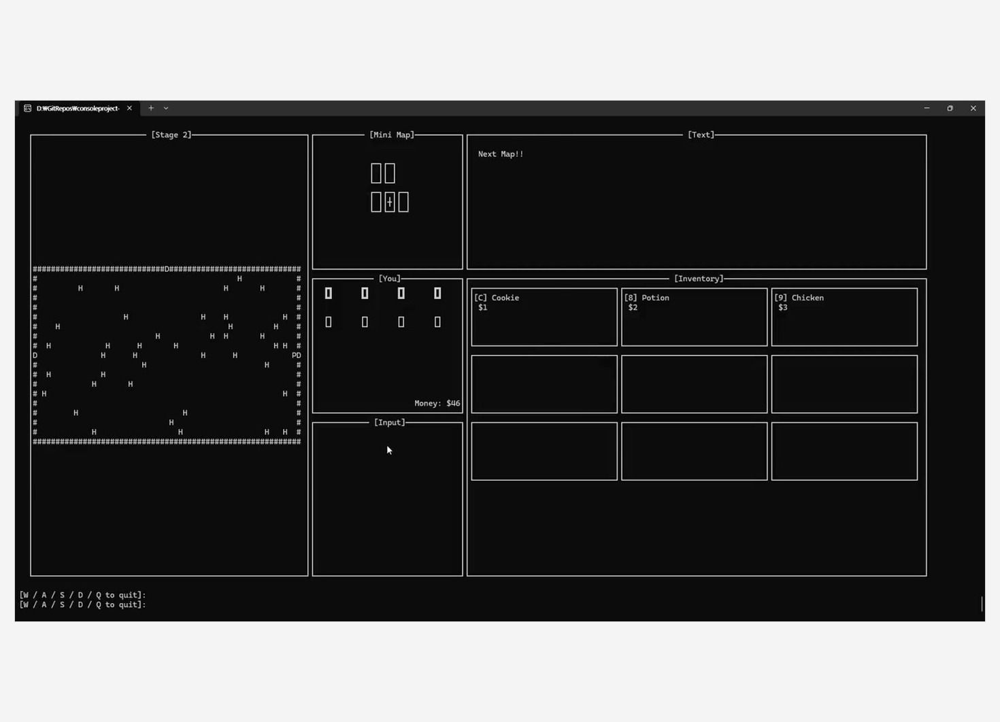 D:₩GitRepos₩consoleproject-
[Stage 2]
#############################D#############################
# H #
# H H H H #
# #
# #
# H H H H #
# H H H #
# H H H H #
# H H H H H H #
D H H H H PD
# H H #
# H H #
# H H #
# H H #
# #
# H H #
# H #
# H H H H #
###########################################################
[Mini Map]
[You]
Money: $46
[Input]
[Text]
Next Map!!
[Inventory]
[C] Cookie
$1
[8] Potion
$2
[9] Chicken
$3
[W / A / S / D / Q to quit]:
[W / A / S / D / Q to quit]: